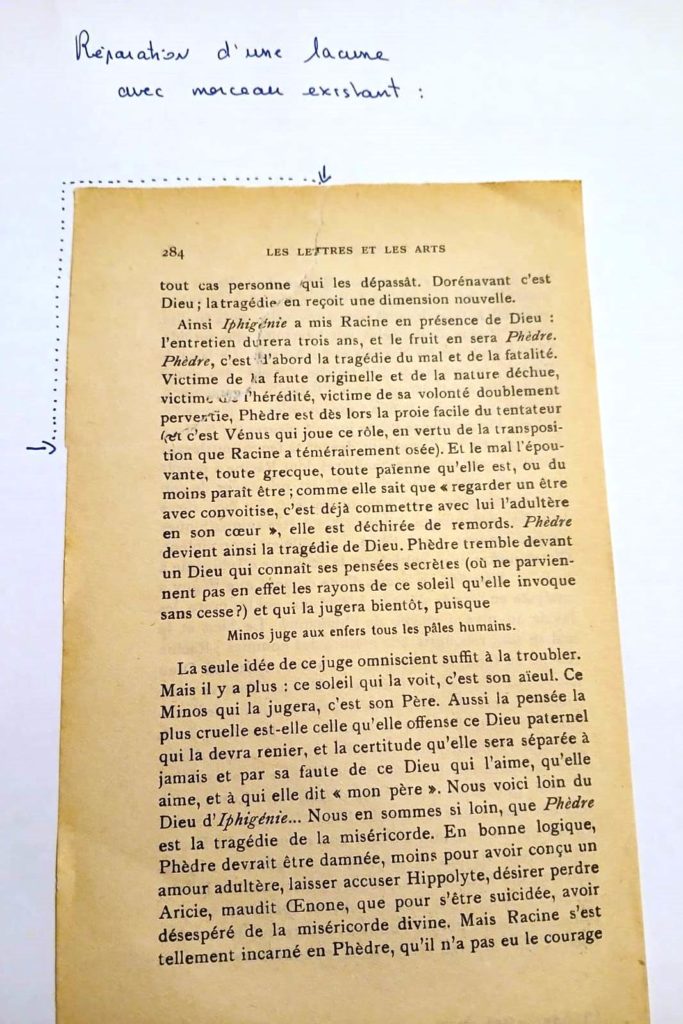 Réparation d'une lacune
avec morceau existant :
284 LES LETTRES ET LES ARTS
tout cas personne qui les dépassât. Dorénavant c'est
Dieu ; la tragédie en reçoit une dimension nouvelle.
Ainsi Iphigénie a mis Racine en présence de Dieu :
l'entretien durera trois ans, et le fruit en sera Phèdre.
Phèdre, c'est d'abord la tragédie du mal et de la fatalité.
Victime de la faute originelle et de la nature déchue,
victime de l'hérédité, victime de sa volonté doublement
pervertie, Phèdre est dès lors la proie facile du tentateur
(et c'est Vénus qui joue ce rôle, en vertu de la transposi-
tion que Racine a témérairement osée). Et le mal l'épou-
vante, toute grecque, toute païenne qu'elle est, ou du
moins paraît être ; comme elle sait que « regarder un être
avec convoitise, c'est déjà commettre avec lui l'adultère
en son cœur », elle est déchirée de remords. Phèdre
devient ainsi la tragédie de Dieu. Phèdre tremble devant
un Dieu qui connaît ses pensées secrètes (où ne parvien-
nent pas en effet les rayons de ce soleil qu'elle invoque
sans cesse?) et qui la jugera bientôt, puisque
Minos juge aux enfers tous les pâles humains.
La seule idée de ce juge omniscient suffit à la troubler.
Mais il y a plus : ce soleil qui la voit, c'est son aïeul. Ce
Minos qui la jugera, c'est son Père. Aussi la pensée la
plus cruelle est-elle celle qu'elle offense ce Dieu paternel
qui la devra renier, et la certitude qu'elle sera séparée à
jamais et par sa faute de ce Dieu qui l'aime, qu'elle
aime, et à qui elle dit « mon père ». Nous voici loin du
Dieu d'Iphigénie... Nous en sommes si loin, que Phèdre
est la tragédie de la miséricorde. En bonne logique,
Phèdre devrait être damnée, moins pour avoir conçu un
amour adultère, laisser accuser Hippolyte, désirer perdre
Aricie, maudit Œnone, que pour s'être suicidée, avoir
désespéré de la miséricorde divine. Mais Racine s'est
tellement incarné en Phèdre, qu'il n'a pas eu le courage